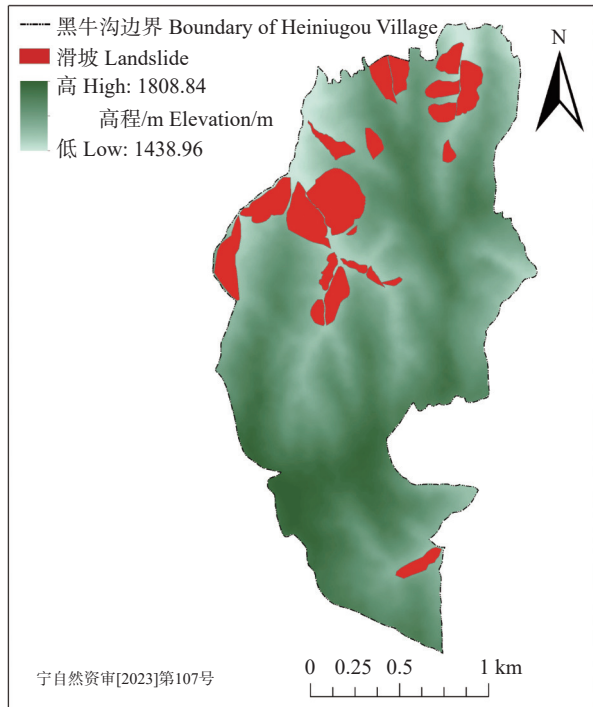 黑牛沟边界 Boundary of Heiniugou Village
滑坡 Landslide
高 High: 1808.84
高程/m Elevation/m
低 Low: 1438.96
N
宁自然资审[2023]第107号
0 0.25 0.5 1 km